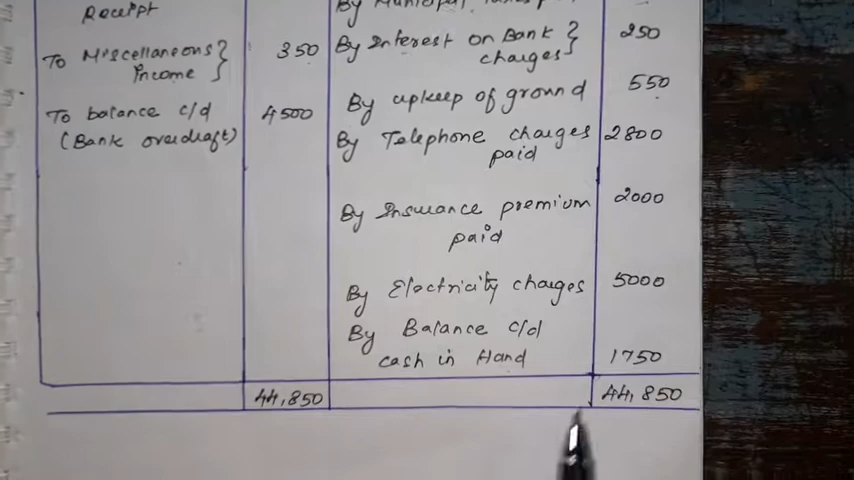 Receipt
To Miscellaneous
income
350
To balance c/d
(Bank overdraft)
4500
44,850
By Municipal
By Interest on Bank
charges
250
By upkeep of ground
550
By Telephone charges
paid
2800
By Insurance premium
paid
2000
By Electricity charges
5000
By Balance c/d
cash in Hand
1750
44,850